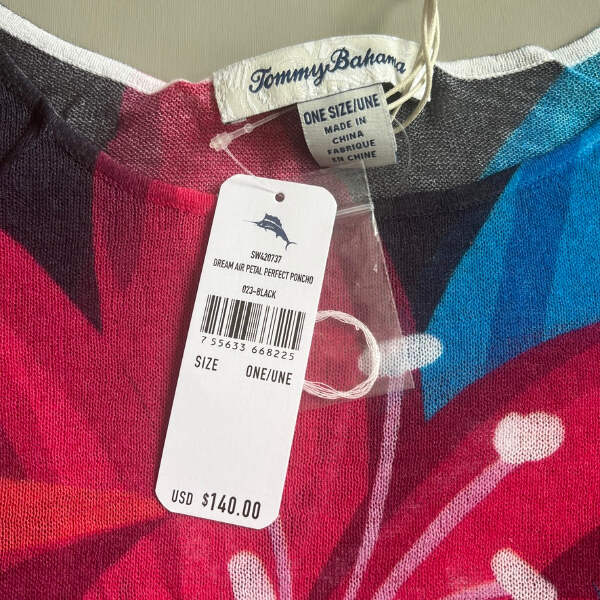 Tommy Bahama
ONE SIZE/UNE
MADE IN
CHINA
FABRIQUE
EN CHINE
SW420737
DREAM AIR PETAL PERFECT PONCHO
023-BLACK
7 55633 668225
SIZE ONE/UNE
USD $140.00